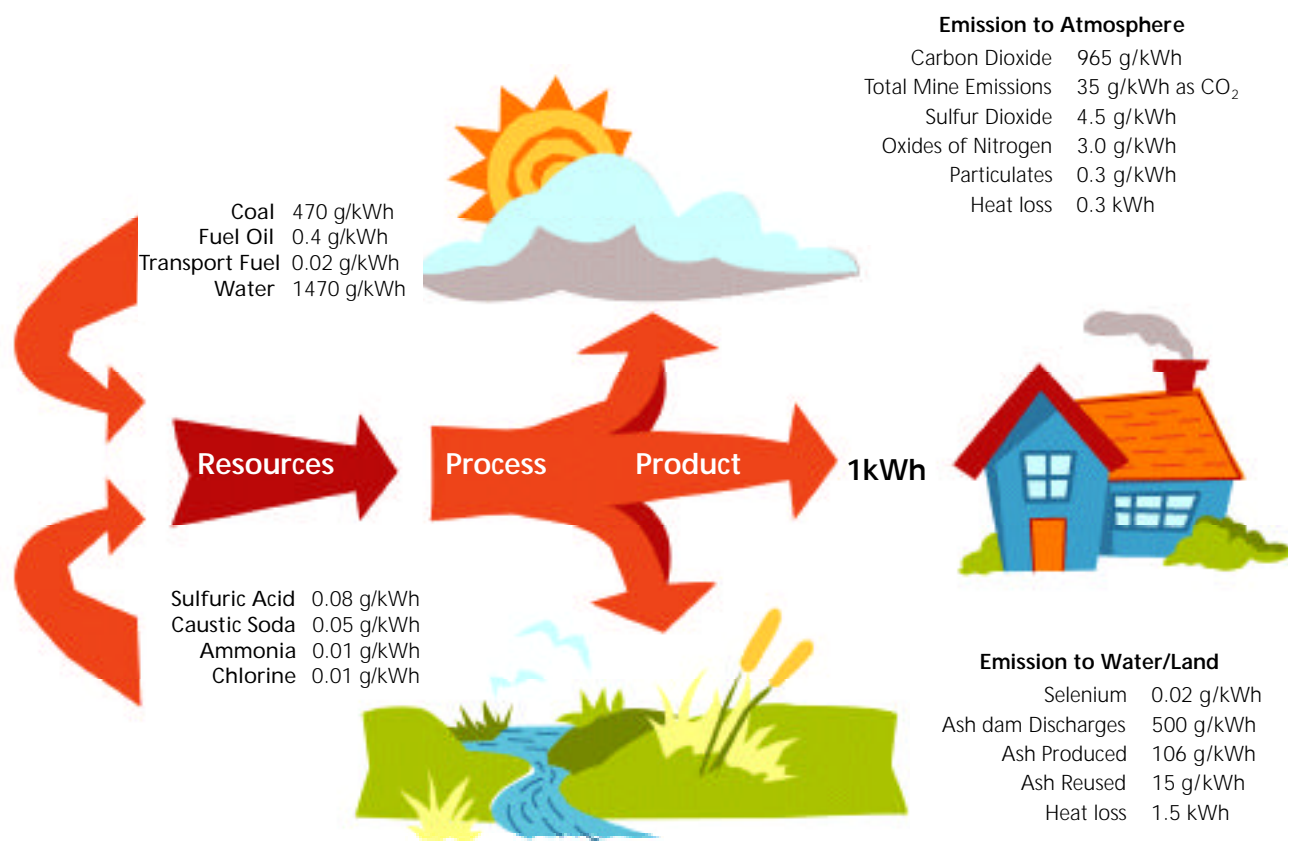 Emission to Atmosphere
Carbon Dioxide 965 g/kWh
Total Mine Emissions 35 g/kWh as CO₂
Sulfur Dioxide 4.5 g/kWh
Oxides of Nitrogen 3.0 g/kWh
Particulates 0.3 g/kWh
Heat loss 0.3 kWh
Coal 470 g/kWh
Fuel Oil 0.4 g/kWh
Transport Fuel 0.02 g/kWh
Water 1470 g/kWh
Resources
Process
Product
1kWh
Sulfuric Acid 0.08 g/kWh
Caustic Soda 0.05 g/kWh
Ammonia 0.01 g/kWh
Chlorine 0.01 g/kWh
Emission to Water/Land
Selenium 0.02 g/kWh
Ash dam Discharges 500 g/kWh
Ash Produced 106 g/kWh
Ash Reused 15 g/kWh
Heat loss 1.5 kWh